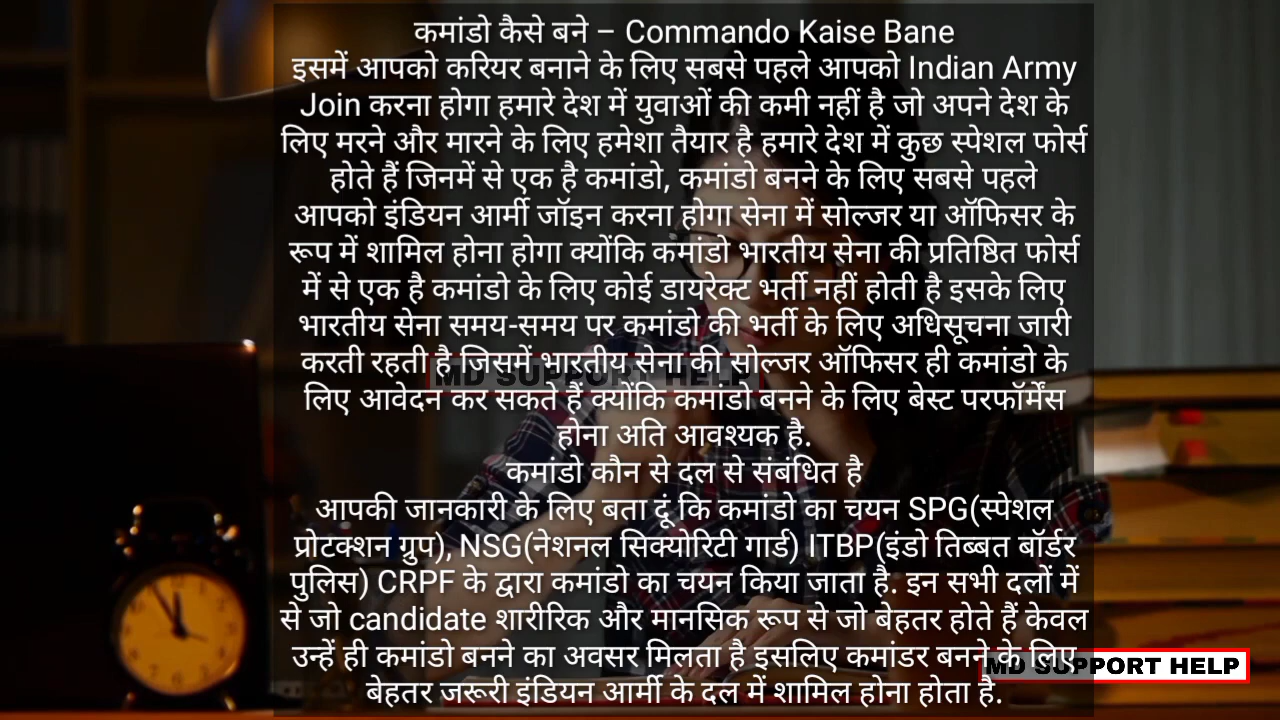 कमांडो कैसे बने – Commando Kaise Bane
इसमें आपको करियर बनाने के लिए सबसे पहले आपको Indian Army
Join करना होगा हमारे देश में युवाओं की कमी नहीं है जो अपने देश के
लिए मरने और मारने के लिए हमेशा तैयार है हमारे देश में कुछ स्पेशल फोर्स
होते हैं जिनमें से एक है कमांडो, कमांडो बनने के लिए सबसे पहले
आपको इंडियन आर्मी जॉइन करना होगा सेना में सोल्जर या ऑफिसर के
रूप में शामिल होना होगा क्योंकि कमांडो भारतीय सेना की प्रतिष्ठित फोर्स
में से एक है कमांडो के लिए कोई डायरेक्ट भर्ती नहीं होती है इसके लिए
भारतीय सेना समय-समय पर कमांडो की भर्ती के लिए अधिसूचना जारी
करती रहती है जिसमें भारतीय सेना की सोल्जर ऑफिसर ही कमांडो के
MD SUPPORT HELP
लिए आवेदन कर सकते हैं क्योंकि कमांडो बनने के लिए बेस्ट परफॉर्मेंस
होना अति आवश्यक है.
कमांडो कौन से दल से संबंधित है
आपकी जानकारी के लिए बता दूं कि कमांडो का चयन SPG(स्पेशल
प्रोटक्शन ग्रुप), NSG(नेशनल सिक्योरिटी गार्ड) ITBP(इंडो तिब्बत बॉर्डर
पुलिस) CRPF के द्वारा कमांडो का चयन किया जाता है. इन सभी दलों में
से जो candidate शारीरिक और मानसिक रूप से जो बेहतर होते हैं केवल
उन्हें ही कमांडो बनने का अवसर मिलता है इसलिए कमांडर बनने के लिए
MD SUPPORT HELP
बेहतर जरूरी इंडियन आर्मी के दल में शामिल होना होता है.